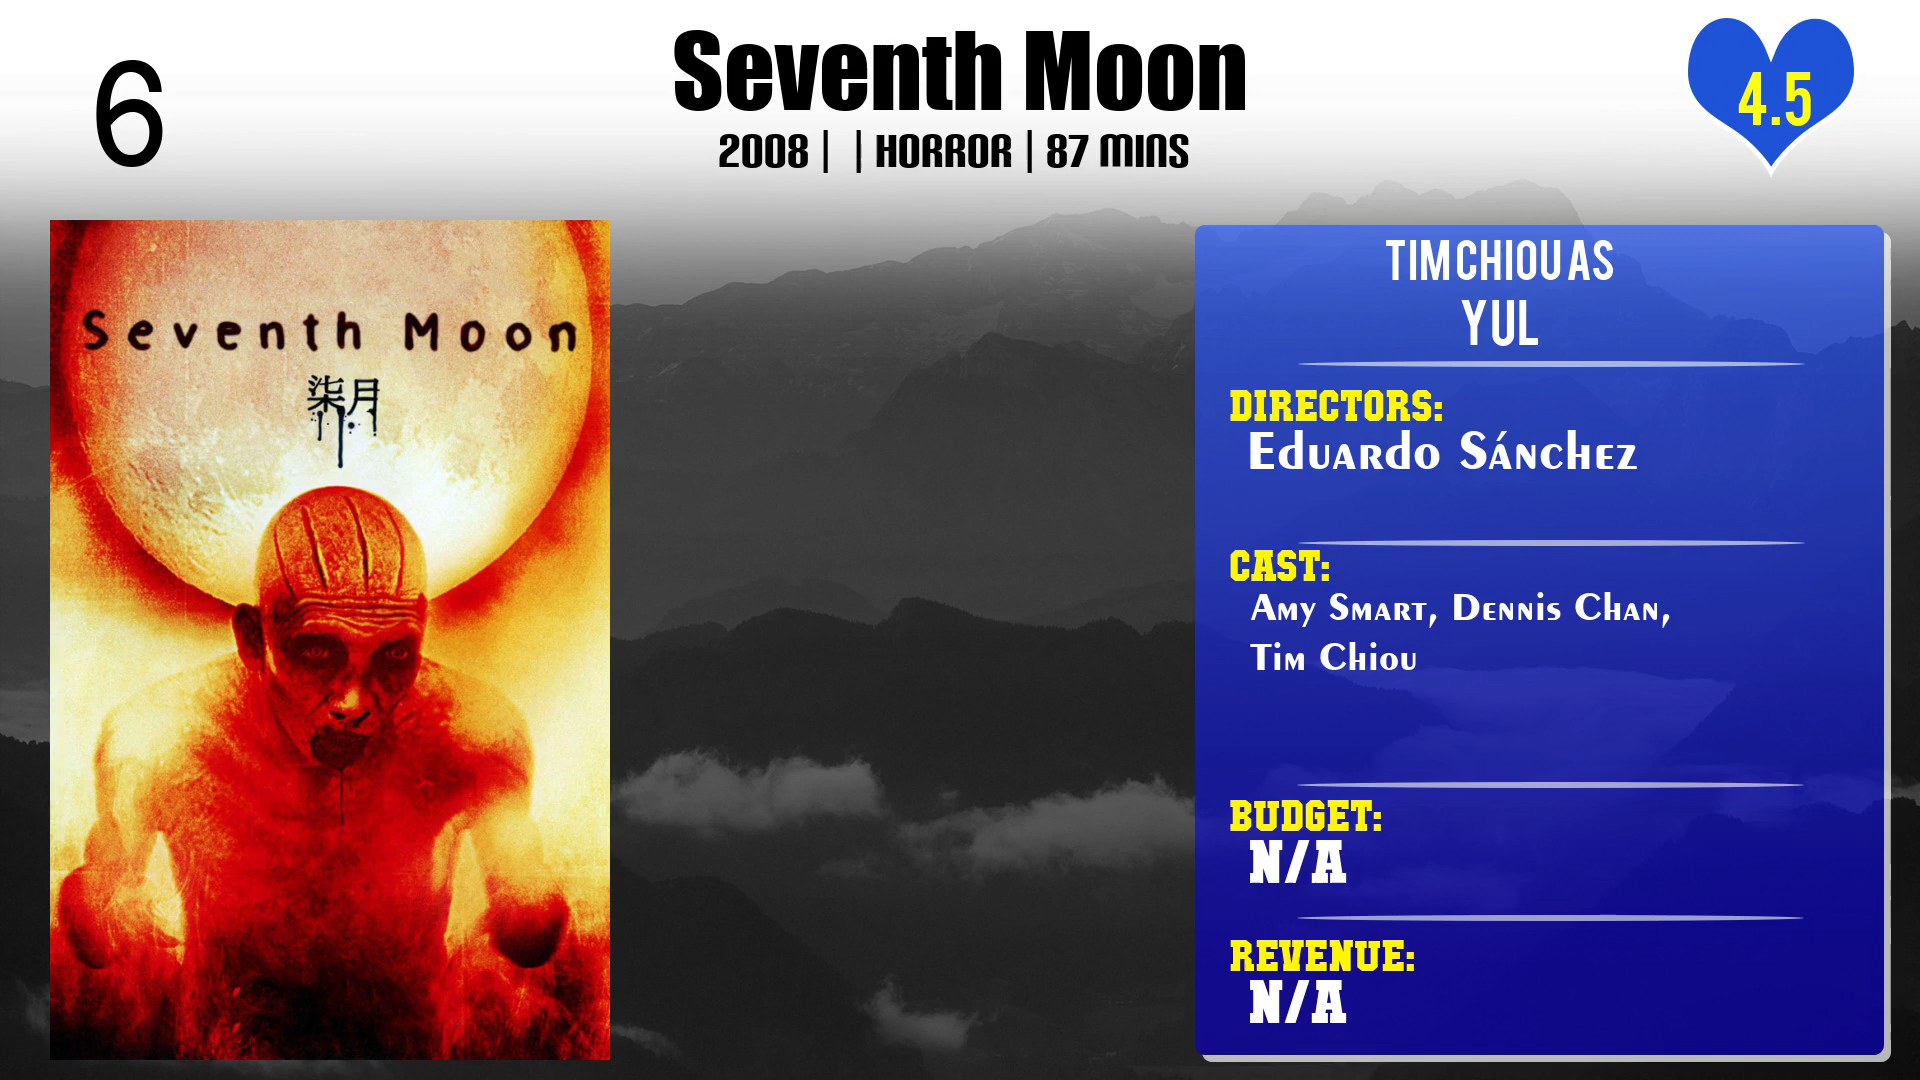 6
Seventh Moon
2008 | | HORROR | 87 MINS
4.5
Seventh Moon
柒月
TIM CHIOU AS
YUL
DIRECTORS:
Eduardo Sánchez
CAST:
Amy Smart, Dennis Chan,
Tim Chiou
BUDGET:
N/A
REVENUE:
N/A